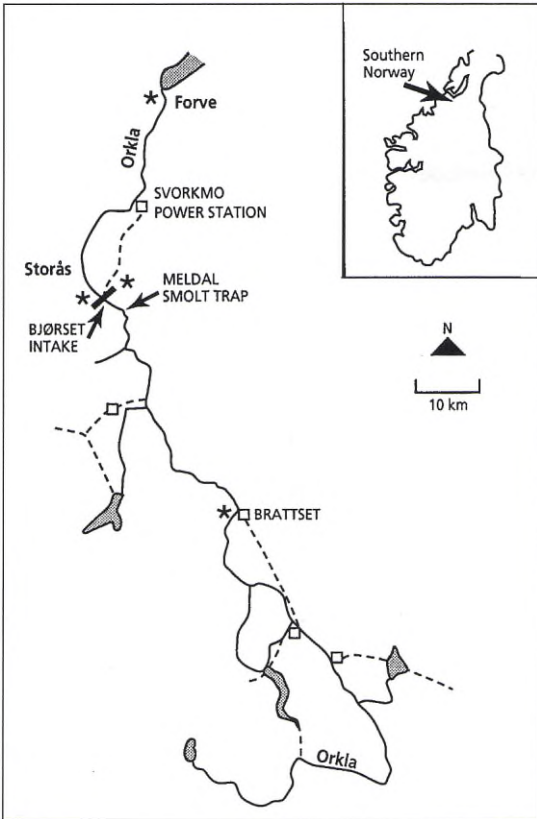 Southern
Norway
Forve
Orkla
SVORKMO
POWER STATION
Storås
MELDAL
SMOLT TRAP
BJØRSET
INTAKE
N
10 km
BRATTSET
Orkla